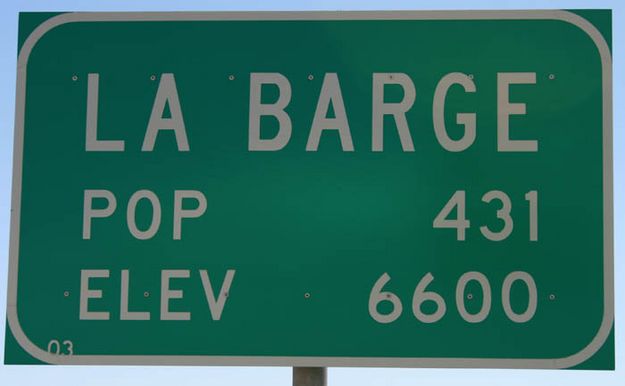 LA BARGE
POP 431
ELEV 6600
03